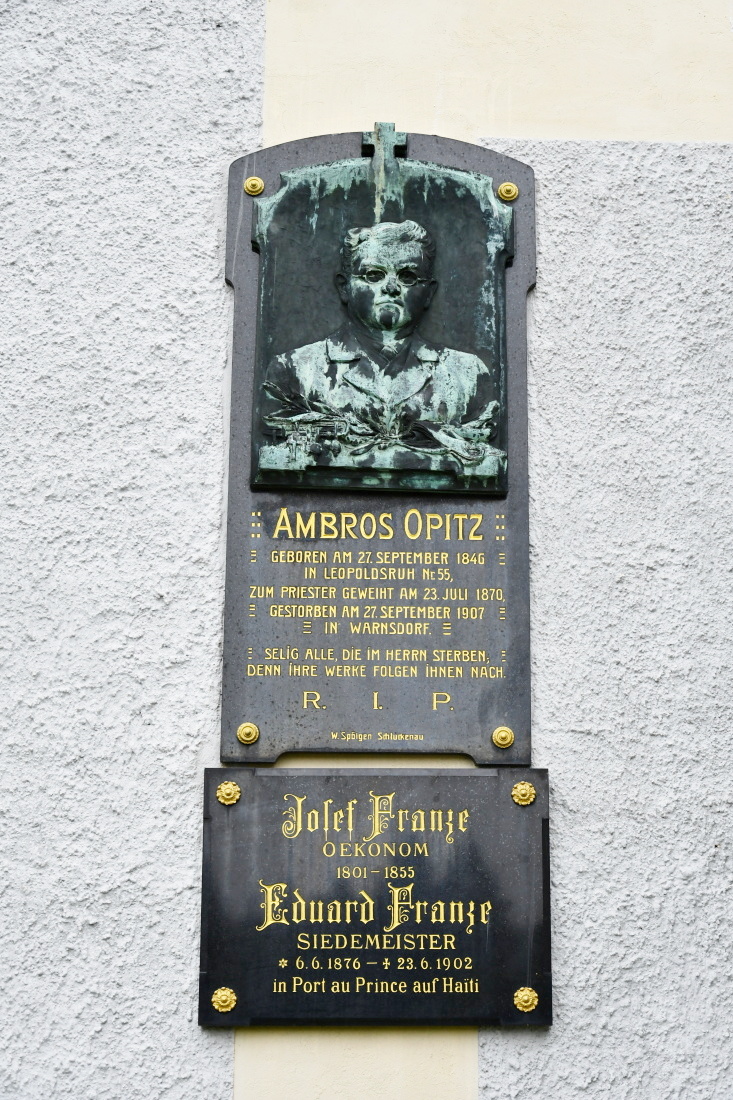 AMBROS OPITZ
GEBOREN AM 27. SEPTEMBER 1846
IN LEOPOLDSRUH Nr. 55,
ZUM PRIESTER GEWEIHT AM 23. JULI 1870,
GESTORBEN AM 27. SEPTEMBER 1907
IN WARNSDORF.
SELIG ALLE, DIE IM HERRN STERBEN;
DENN IHRE WERKE FOLGEN IHNEN NACH.
R. I. P.
W. Spölgen Schluckenau
Josef Franze
OEKONOM
1801 – 1855
Eduard Franze
SIEDEMEISTER
* 6.6.1876 – ✝ 23.6.1902
in Port au Prince auf Haïti